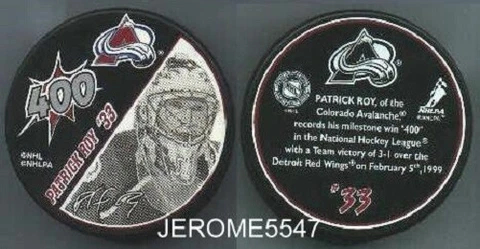 400
PATRICK ROY #33
©NHL
©NHLPA
PATRICK ROY, of the
Colorado Avalanche®
records his milestone win "400"
in the National Hockey League®
with a Team victory of 3-1 over the
Detroit Red Wings® on February 5th, 1999
#33
NHL
NHLPA
JEROME5547